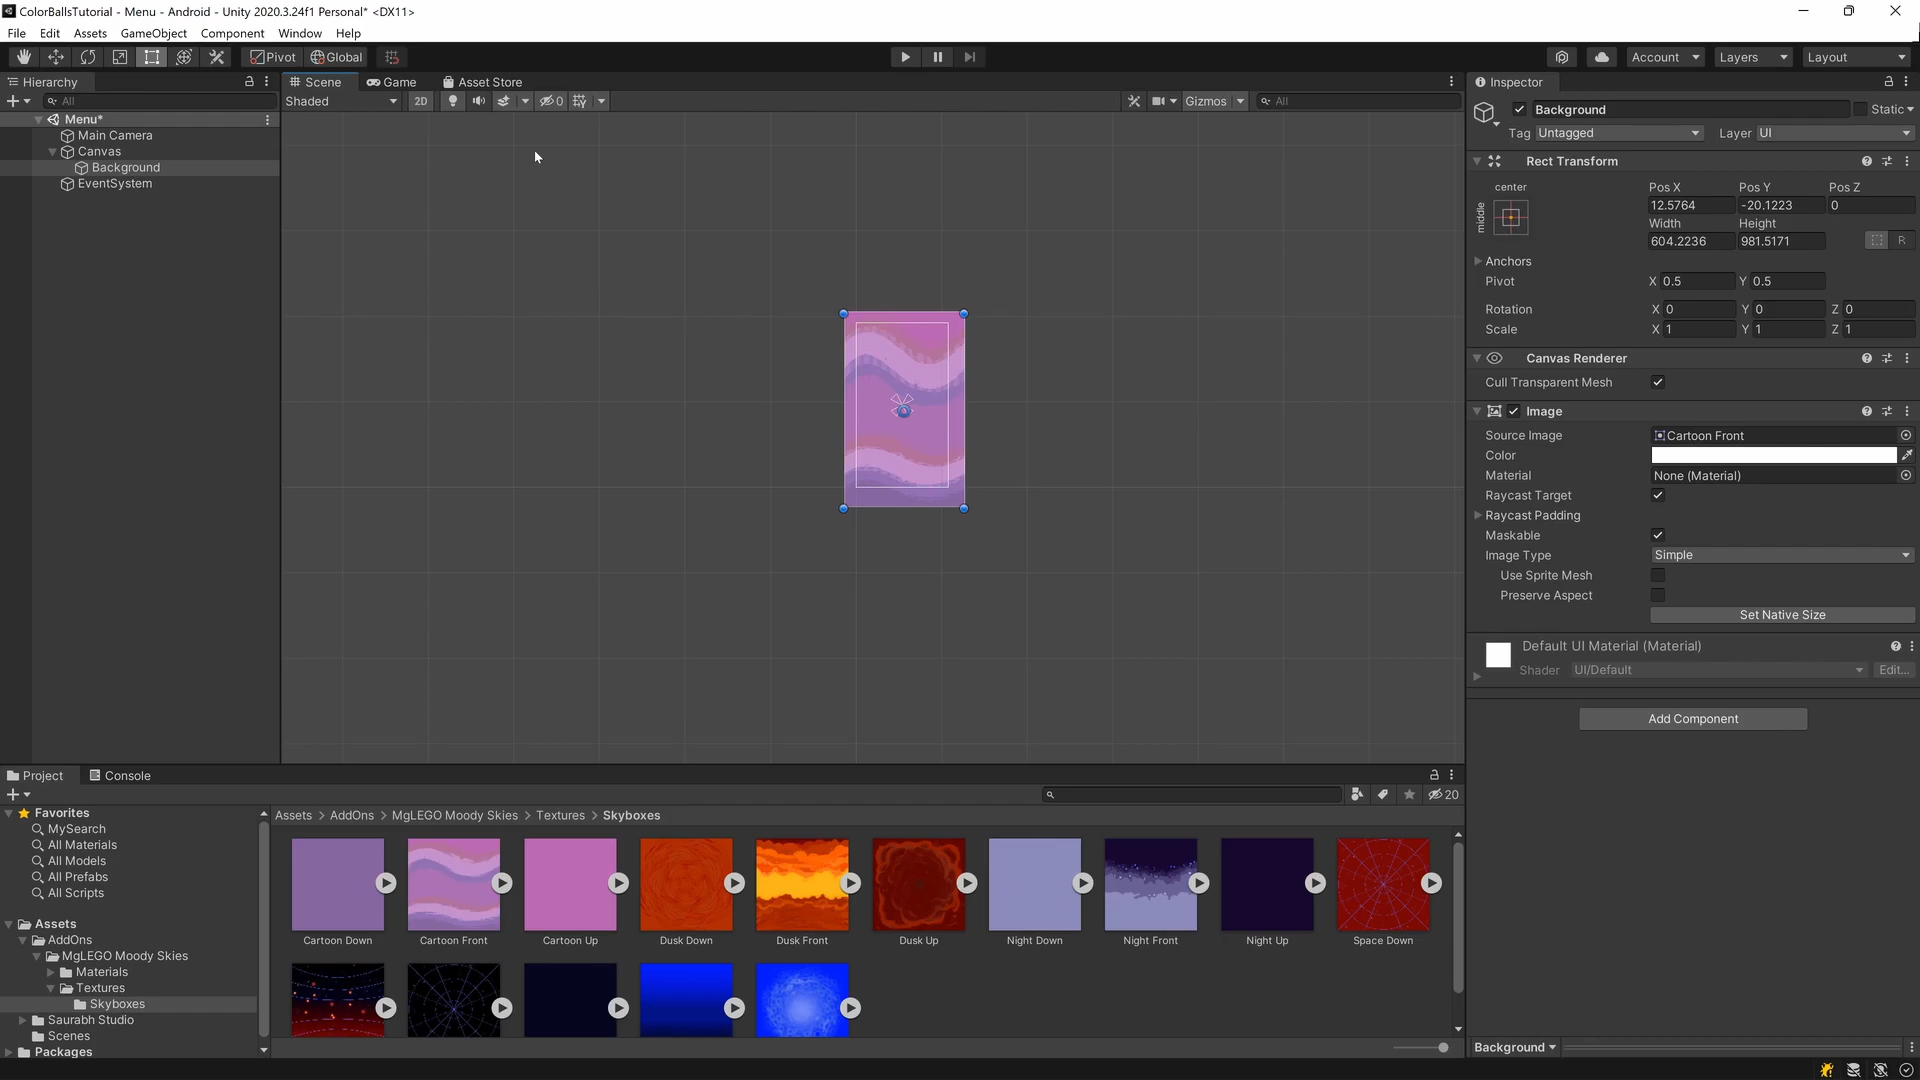 ColorBallsTutorial - Menu - Android - Unity 2020.3.24f1 Personal* <DX11>
File Edit Assets GameObject Component Window Help
Pivot Global Account Layers Layout
Hierarchy
All
Menu*
Main Camera
Canvas
Background
EventSystem
Scene Game Asset Store
Shaded 2D 0 Gizmos All
Inspector
Background Static
Tag Untagged Layer UI
Rect Transform
center
middle
Pos X Pos Y Pos Z
12.5764 -20.1223 0
Width Height
604.2236 981.5171 R
Anchors
Pivot X 0.5 Y 0.5
Rotation X 0 Y 0 Z 0
Scale X 1 Y 1 Z 1
Canvas Renderer
Cull Transparent Mesh
Image
Source Image Cartoon Front
Color
Material None (Material)
Raycast Target
Raycast Padding
Maskable
Image Type Simple
Use Sprite Mesh
Preserve Aspect
Set Native Size
Default UI Material (Material)
Shader UI/Default Edit...
Add Component
Background
Project Console
20
Favorites
MySearch
All Materials
All Models
All Prefabs
All Scripts
Assets
AddOns
MgLEGO Moody Skies
Materials
Textures
Skyboxes
Saurabh Studio
Scenes
Packages
Assets > AddOns > MgLEGO Moody Skies > Textures > Skyboxes
Cartoon Down Cartoon Front Cartoon Up Dusk Down Dusk Front Dusk Up Night Down Night Front Night Up Space Down